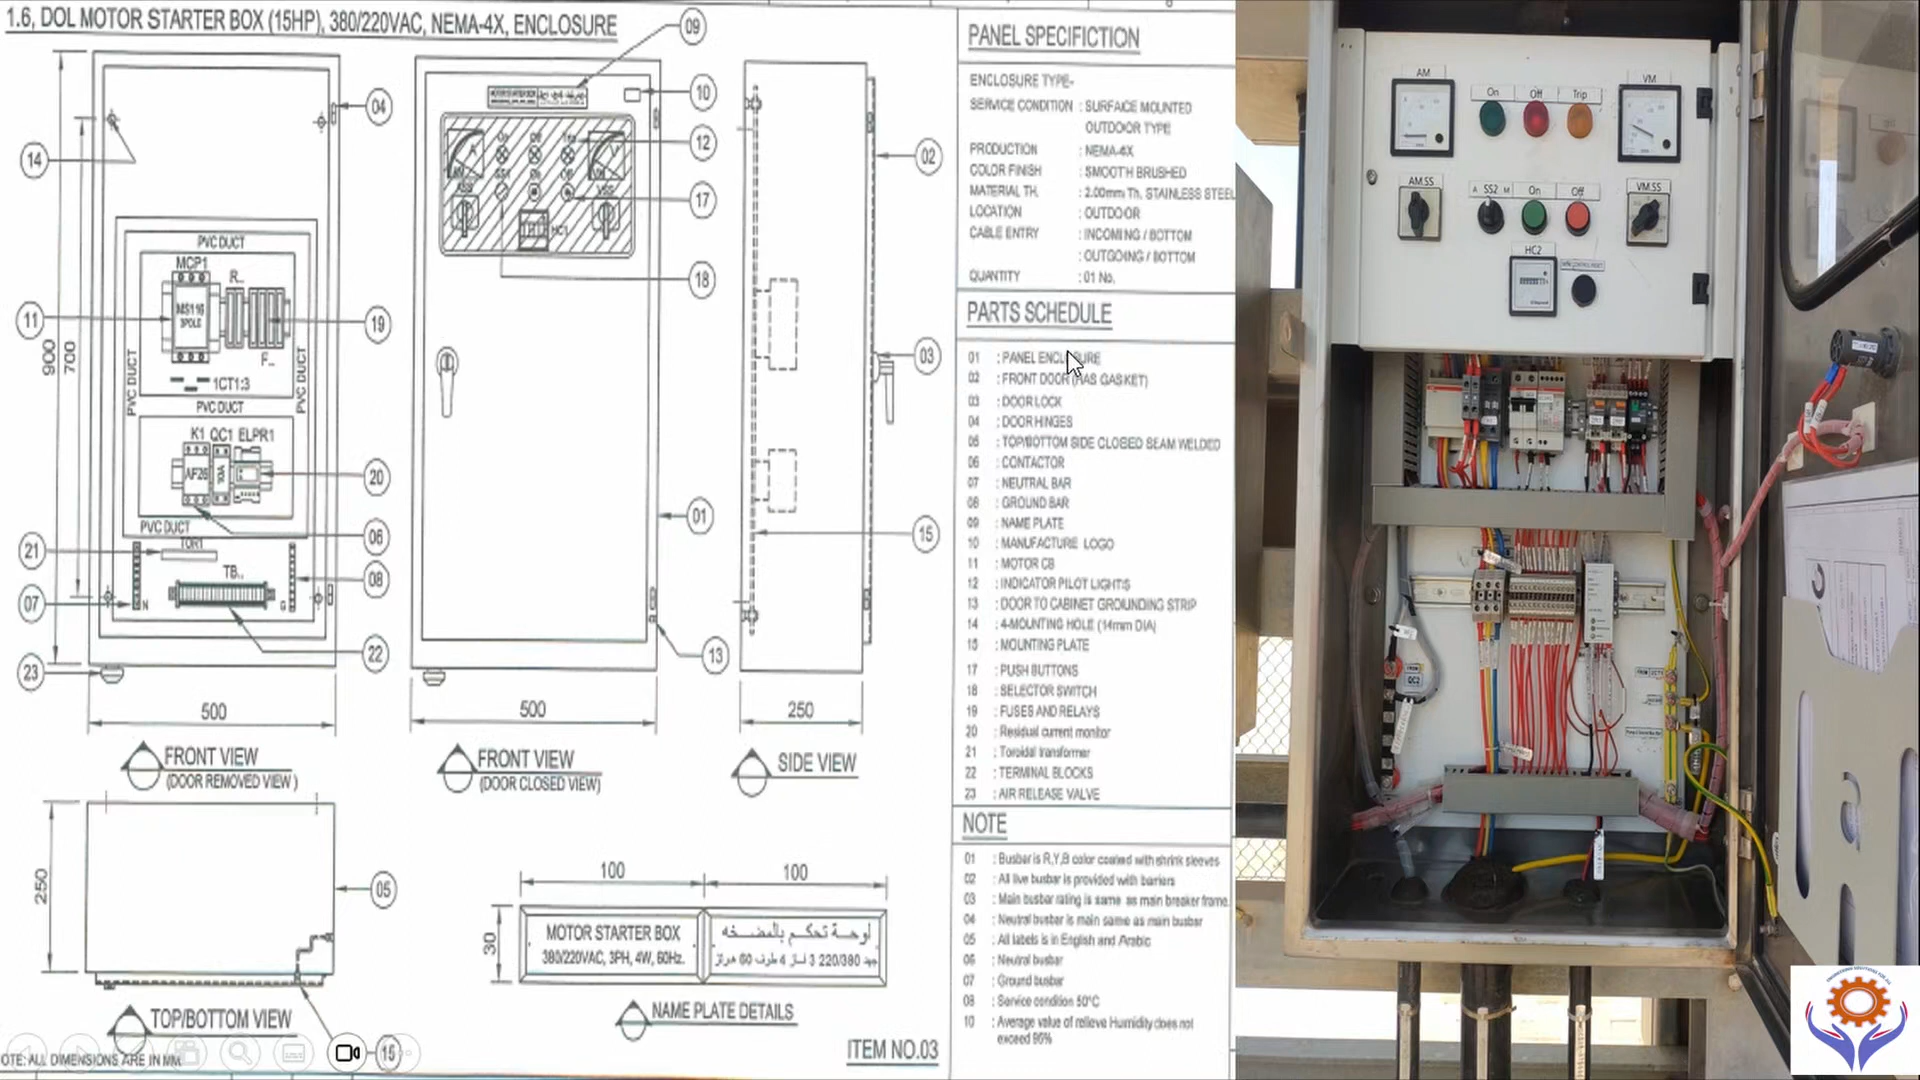 1.6, DOL MOTOR STARTER BOX (15HP), 380/220VAC, NEMA-4X, ENCLOSURE
09
10
04
12
14
02
17
18
PVC DUCT
MCP1
R..
MS116
3POLE
11
19
03
F..
1CT1:3
900
700
PVC DUCT
PVC DUCT
PVC DUCT
K1 QC1 ELPR1
AF26
10A
20
HC1
01
15
PVC DUCT
06
21
TOR1
TB..
08
07
N
G
22
13
23
500
500
250
FRONT VIEW
(DOOR REMOVED VIEW )
FRONT VIEW
(DOOR CLOSED VIEW)
SIDE VIEW
250
05
100
100
30
MOTOR STARTER BOX
380/220VAC, 3PH, 4W, 60Hz.
لوحة تحكم بالمضخه
TOP/BOTTOM VIEW
NAME PLATE DETAILS
15
OTE: ALL DIMENSIONS ARE IN MM.
ITEM NO.03
PANEL SPECIFICTION
ENCLOSURE TYPE-
SERVICE CONDITION : SURFACE MOUNTED
OUTDOOR TYPE
PRODUCTION : NEMA-4X
COLOR FINISH : SMOOTH BRUSHED
MATERIAL TH. : 2.00mm Th. STAINLESS STEEL
LOCATION : OUTDOOR
CABLE ENTRY : INCOMING / BOTTOM
: OUTGOING / BOTTOM
QUANTITY : 01 No.
PARTS SCHEDULE
01 : PANEL ENCLOSURE
02 : FRONT DOOR (HAS GASKET)
03 : DOOR LOCK
04 : DOOR HINGES
05 : TOP/BOTTOM SIDE CLOSED SEAM WELDED
06 : CONTACTOR
07 : NEUTRAL BAR
08 : GROUND BAR
09 : NAME PLATE
10 : MANUFACTURE LOGO
11 : MOTOR CB
12 : INDICATOR PILOT LIGHTS
13 : DOOR TO CABINET GROUNDING STRIP
14 : 4-MOUNTING HOLE (14mm DIA)
15 : MOUNTING PLATE
17 : PUSH BUTTONS
18 : SELECTOR SWITCH
19 : FUSES AND RELAYS
20 : Residual current monitor
21 : Toroidal transformer
22 : TERMINAL BLOCKS
23 : AIR RELEASE VALVE
NOTE
01 : Busbar is R,Y,B color coated with shrink sleeves
02 : All live busbar is provided with barriers
03 : Main busbar rating is same as main breaker frame.
04 : Neutral busbar is main same as main busbar
05 : All labels is in English and Arabic
06 : Neutral busbar
07 : Ground busbar
08 : Service condition 50°C
10 : Average value of relieve Humidity does not
exceed 95%
AM
On
Off
Trip
VM
AM.SS
A SS2 M
On
Off
VM.SS
HC2
QC2